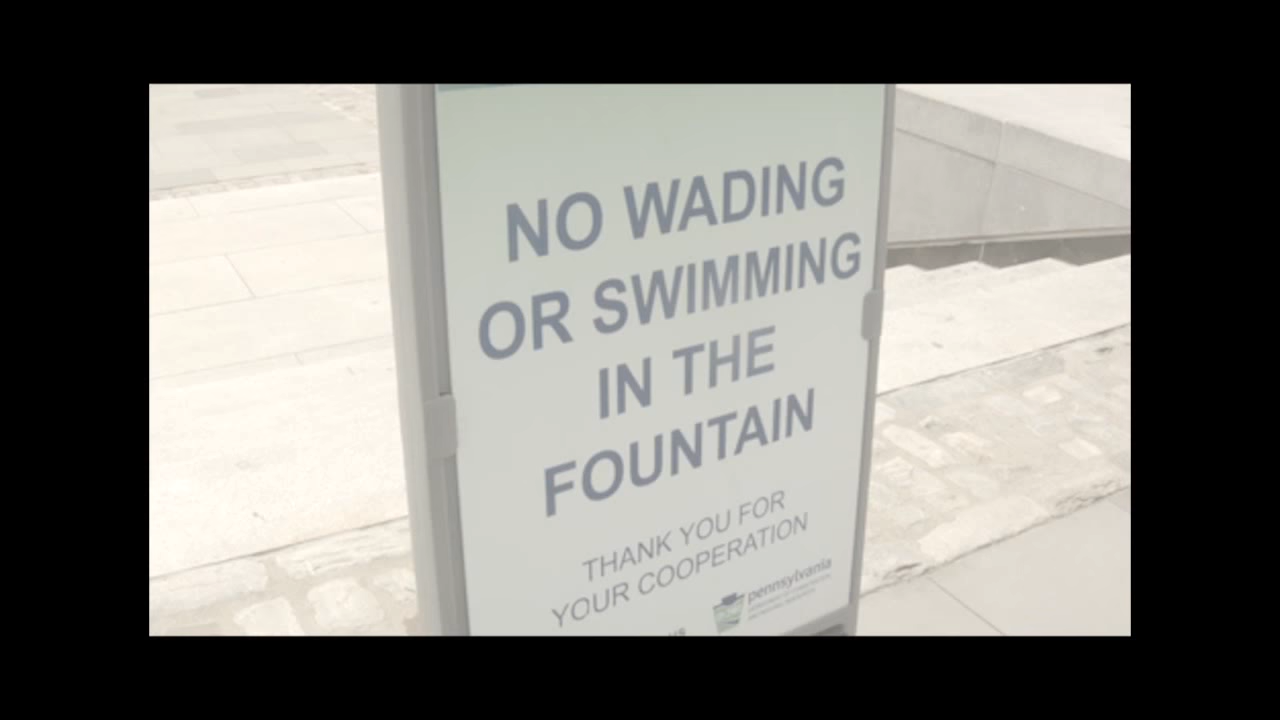 NO WADING
OR SWIMMING
IN THE
FOUNTAIN
THANK YOU FOR
YOUR COOPERATION
pennsylvania